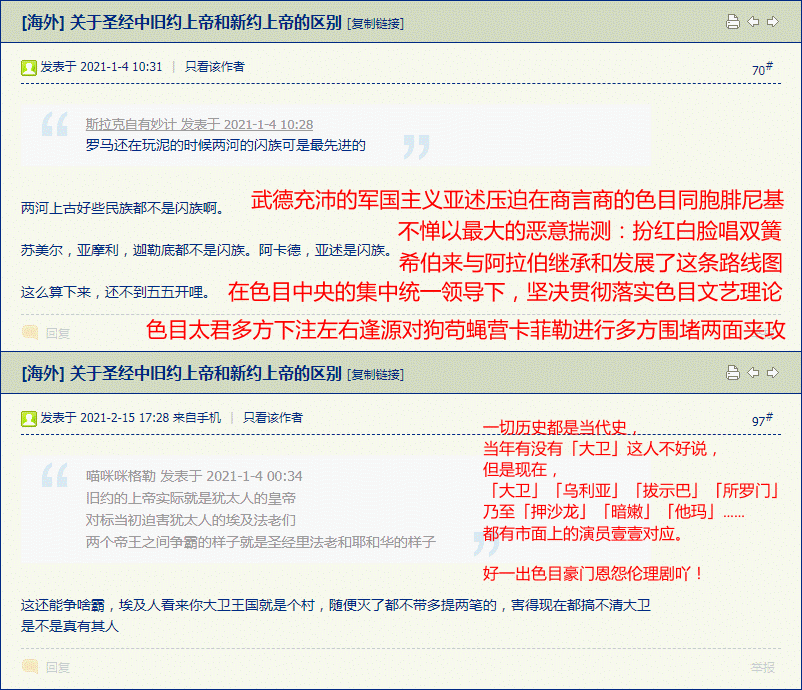 [海外] 关于圣经中旧约上帝和新约上帝的区别 [复制链接]
发表于 2021-1-4 10:31 | 只看该作者
70#
斯拉克自有妙计 发表于 2021-1-4 10:28
罗马还在玩泥的时候两河的闪族可是最先进的
两河上古好些民族都不是闪族啊。
武德充沛的军国主义亚述压迫在商言商的色目同胞腓尼基
不惮以最大的恶意揣测：扮红白脸唱双簧
苏美尔，亚摩利，迦勒底都不是闪族。阿卡德，亚述是闪族。
希伯来与阿拉伯继承和发展了这条路线图
这么算下来，还不到五五开哩。
在色目中央的集中统一领导下，坚决贯彻落实色目文艺理论
色目太君多方下注左右逢源对狗苟蝇营卡菲勒进行多方围堵两面夹攻
回复
[海外] 关于圣经中旧约上帝和新约上帝的区别 [复制链接]
发表于 2021-2-15 17:28 来自手机 | 只看该作者
97#
一切历史都是当代史，
当年有没有「大卫」这人不好说，
但是现在，
「大卫」「乌利亚」「拔示巴」「所罗门」
乃至「押沙龙」「暗嫩」「他玛」……
都有市面上的演员壹壹对应。
好一出色目豪门恩怨伦理剧吖！
喵咪咪格勒 发表于 2021-1-4 00:34
旧约的上帝实际就是犹太人的皇帝
对标当初迫害犹太人的埃及法老们
两个帝王之间争霸的样子就是圣经里法老和耶和华的样子
这还能争啥霸，埃及人看来你大卫王国就是个村，随便灭了都不带多提两笔的，害得现在都搞不清大卫
是不是真有其人
回复
举报